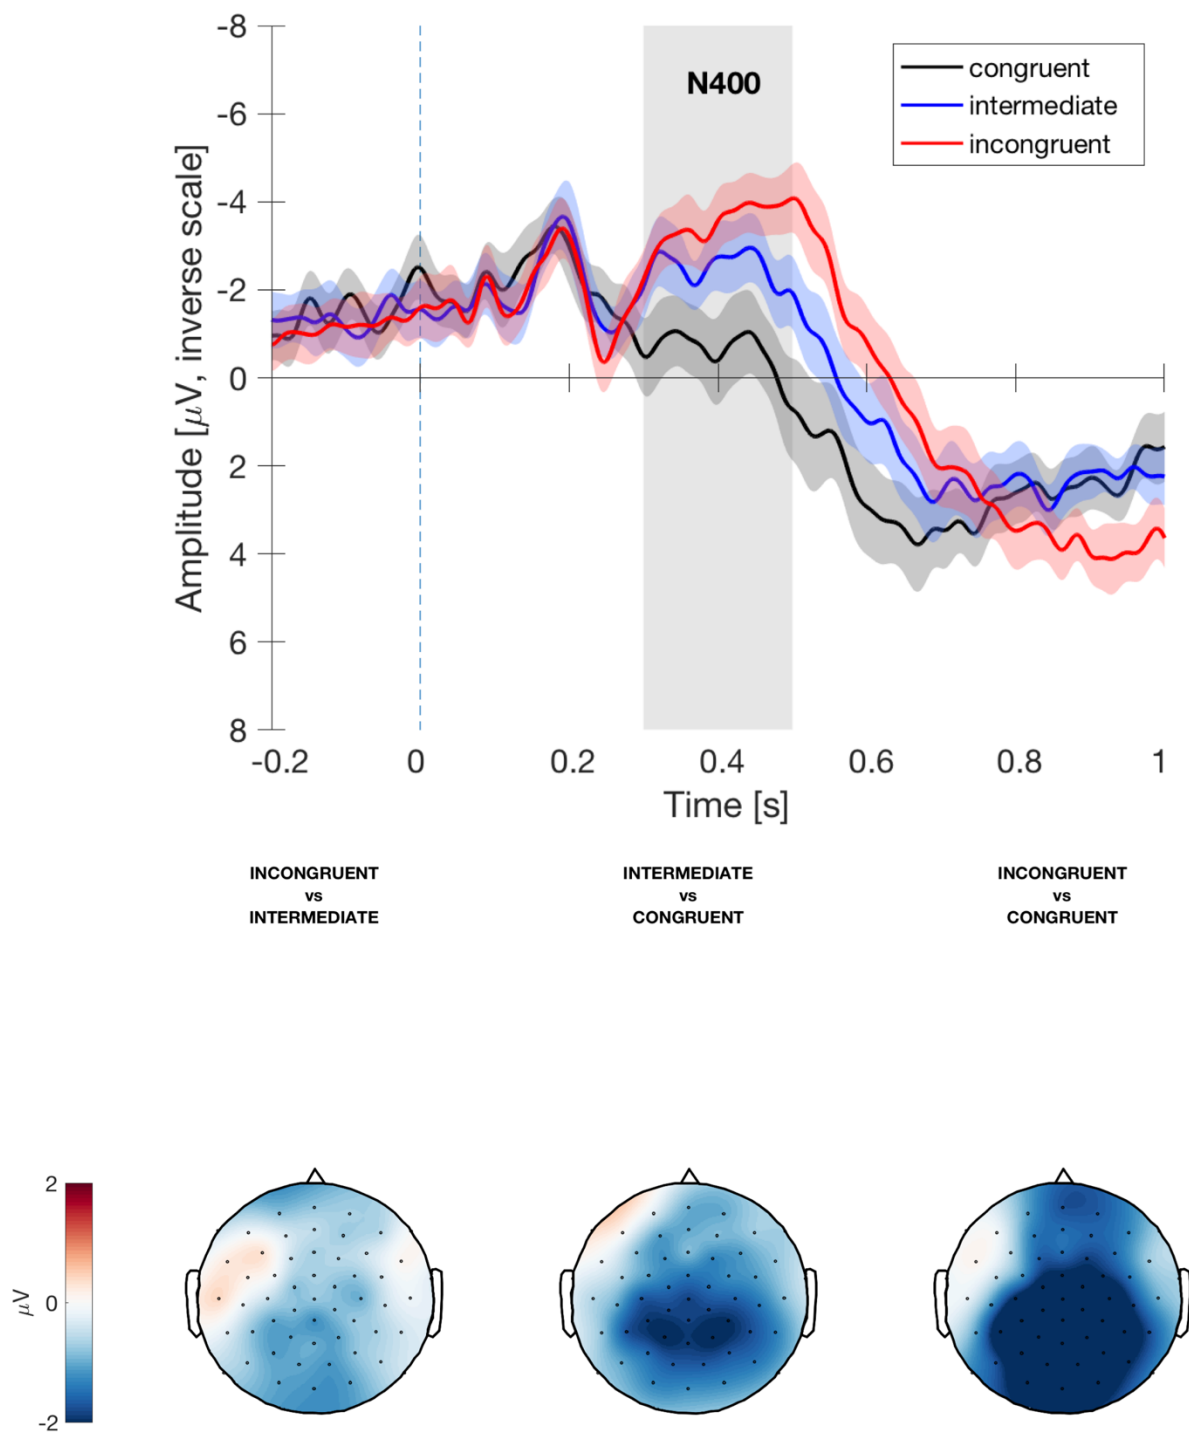 -8
-6
-4
-2
0
2
4
6
8
Amplitude [μV, inverse scale]
N400
congruent
intermediate
incongruent
-0.2 0 0.2 0.4 0.6 0.8 1
Time [s]
INCONGRUENT
vs
INTERMEDIATE
INTERMEDIATE
vs
CONGRUENT
INCONGRUENT
vs
CONGRUENT
2
0
-2
μV